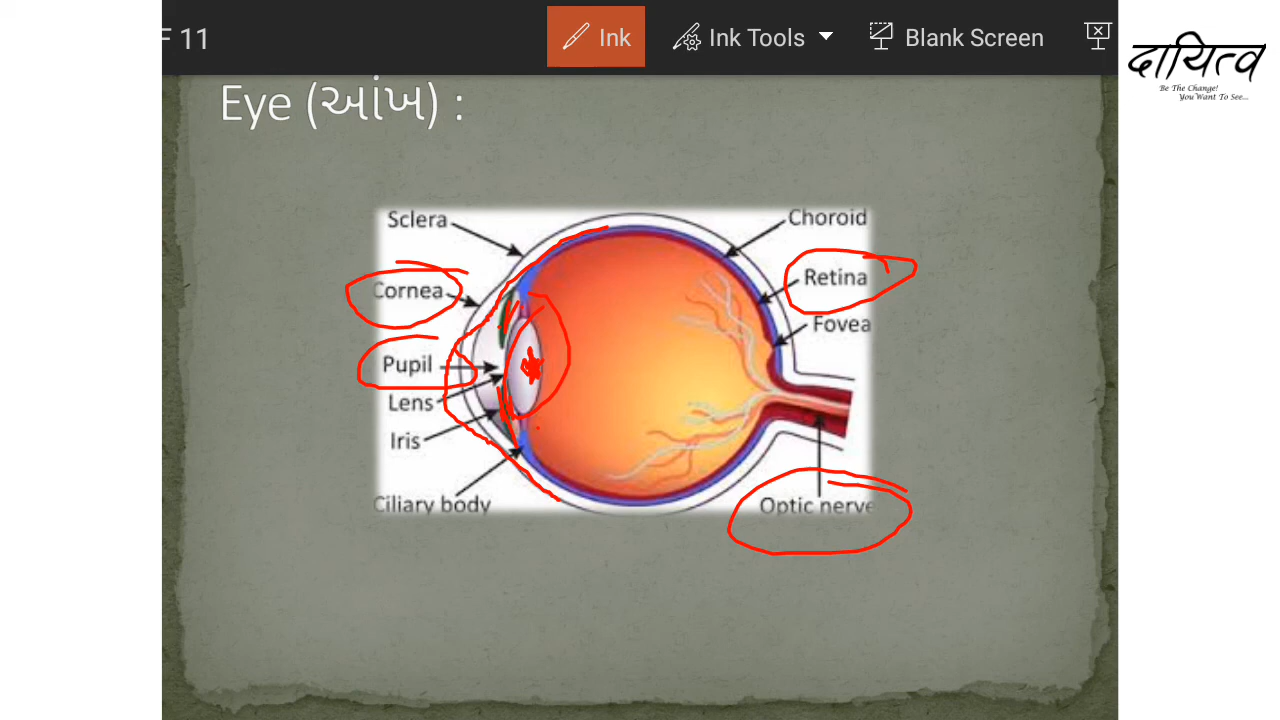 F 11
Ink
Ink Tools
Blank Screen
दायित्व
Be The Change!
You Want To See...
Eye (આંખ) :
Sclera
Choroid
Cornea
Retina
Fovea
Pupil
Lens
Iris
Ciliary body
Optic nerve